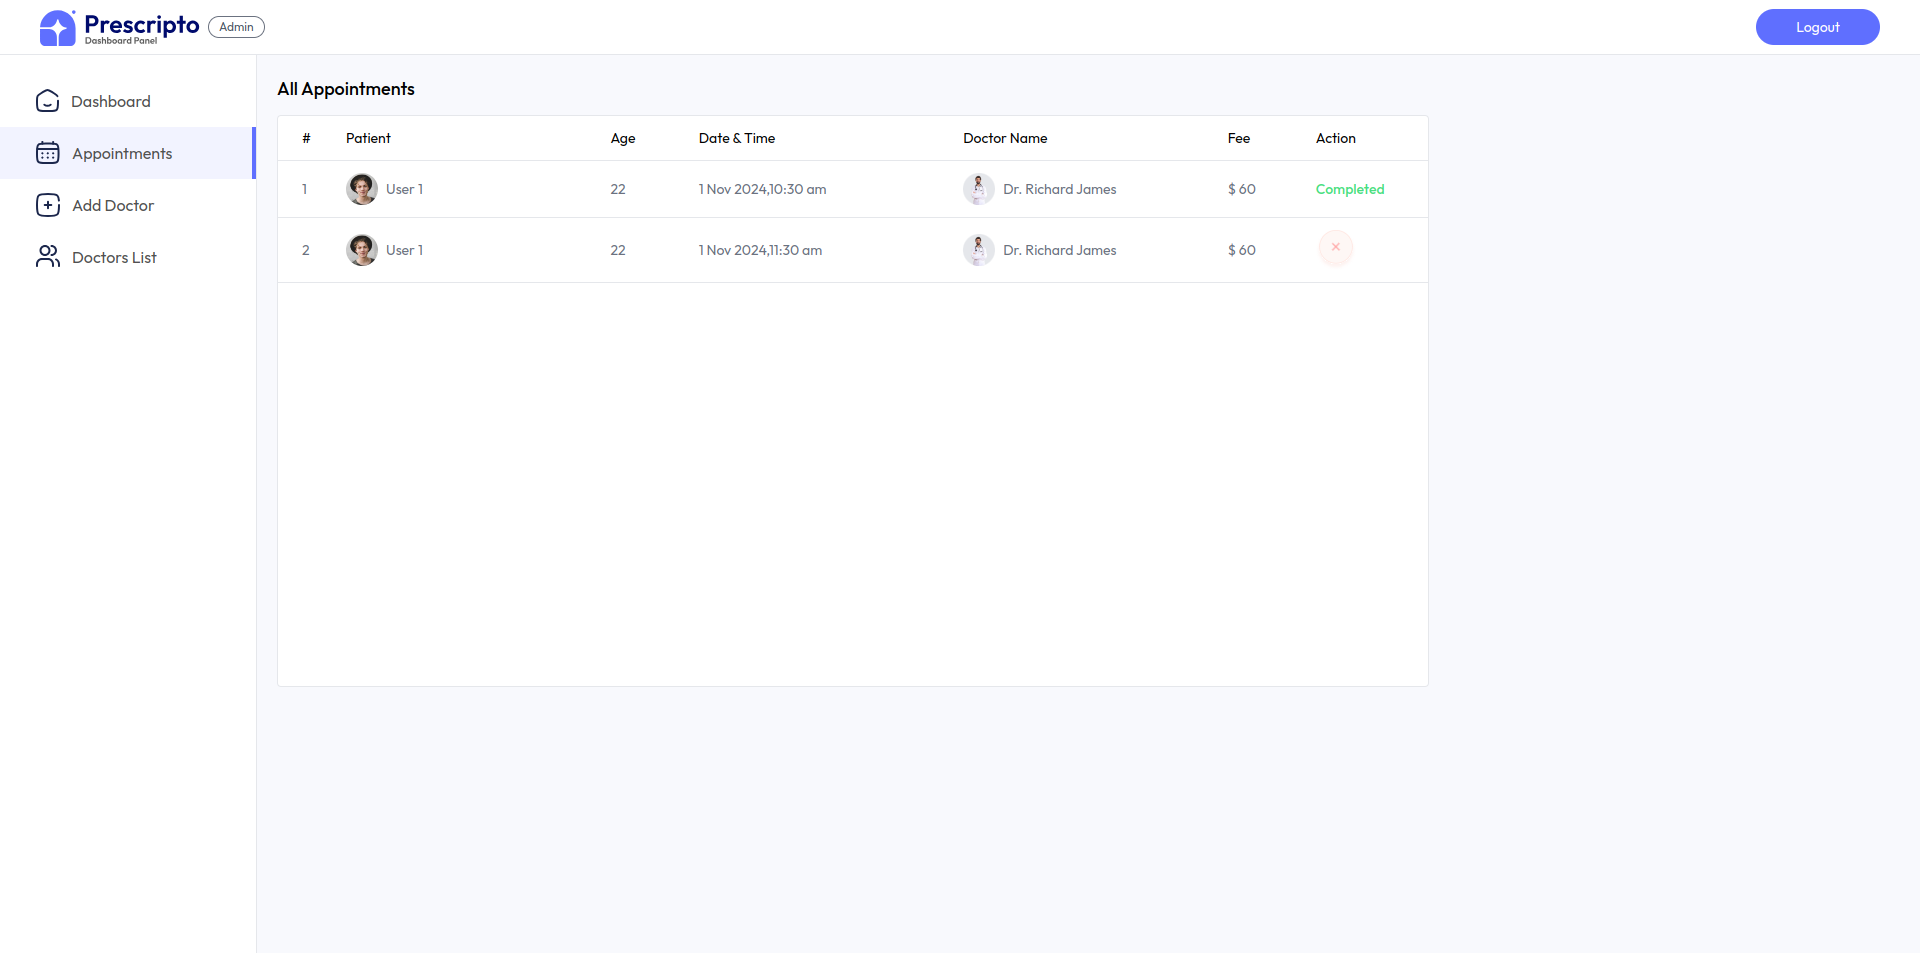 Prescripto
Dashboard Panel
Admin
Logout
Dashboard
Appointments
Add Doctor
Doctors List
All Appointments
# Patient Age Date & Time Doctor Name Fee Action
1 User 1 22 1 Nov 2024,10:30 am Dr. Richard James $ 60 Completed
2 User 1 22 1 Nov 2024,11:30 am Dr. Richard James $ 60